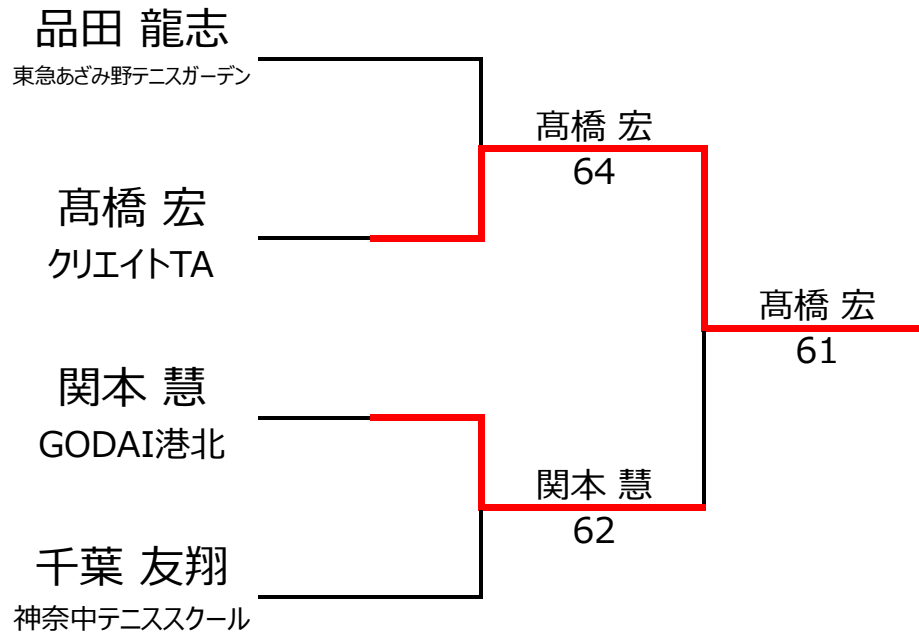 品田 龍志
東急あざみ野テニスガーデン
髙橋 宏
64
髙橋 宏
クリエイトTA
髙橋 宏
61
関本 慧
GODAI港北
関本 慧
62
千葉 友翔
神奈中テニススクール